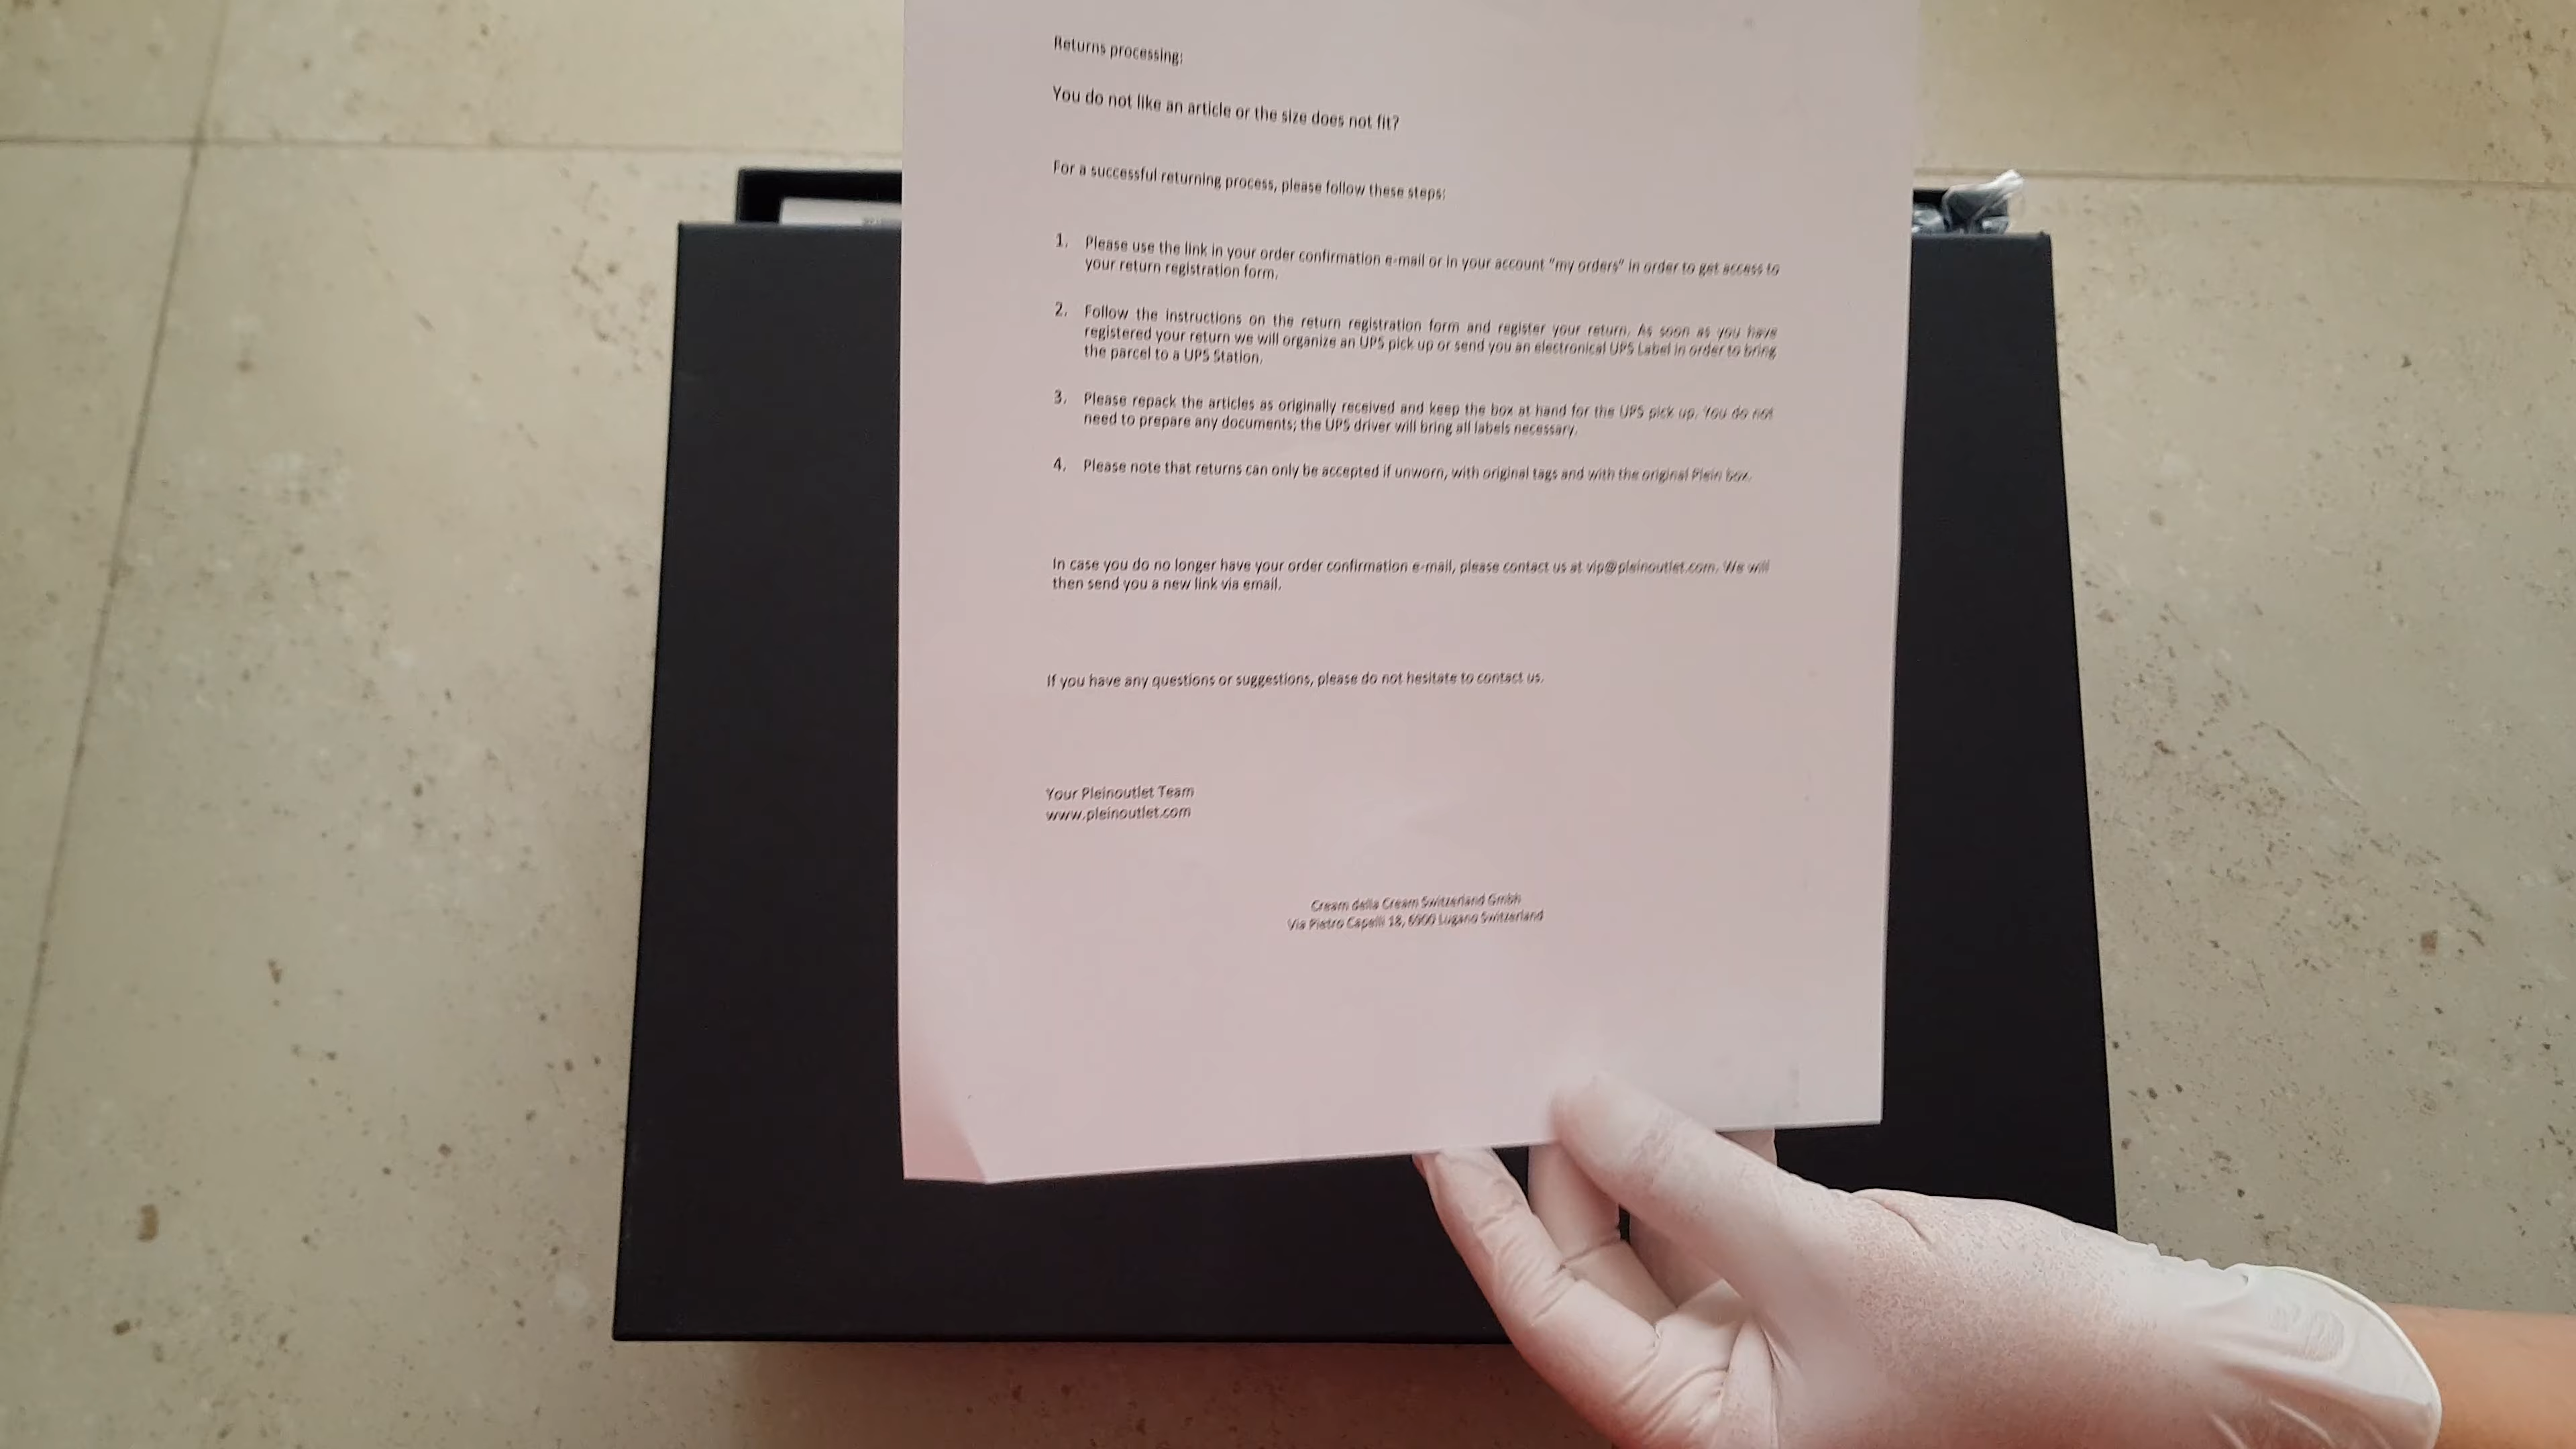 Returns processing:
You do not like an article or the size does not fit?
For a successful returning process, please follow these steps:
1. Please use the link in your order confirmation e-mail or in your account "my orders" in order to get access to
your return registration form.
2. Follow the instructions on the return registration form and register your return. As soon as you have
registered your return we will organize an UPS pick up or send you an electronical UPS Label in order to bring
the parcel to a UPS Station.
3. Please repack the articles as originally received and keep the box at hand for the UPS pick up. You do not
need to prepare any documents; the UPS driver will bring all labels necessary.
4. Please note that returns can only be accepted if unworn, with original tags and with the original Plein box.
In case you do no longer have your order confirmation e-mail, please contact us at vip@pleinoutlet.com. We will
then send you a new link via email.
If you have any questions or suggestions, please do not hesitate to contact us.
Your Pleinoutlet Team
www.pleinoutlet.com
Cream della Cream Switzerland Gmbh
Via Pietro Capelli 18, 6900 Lugano Switzerland